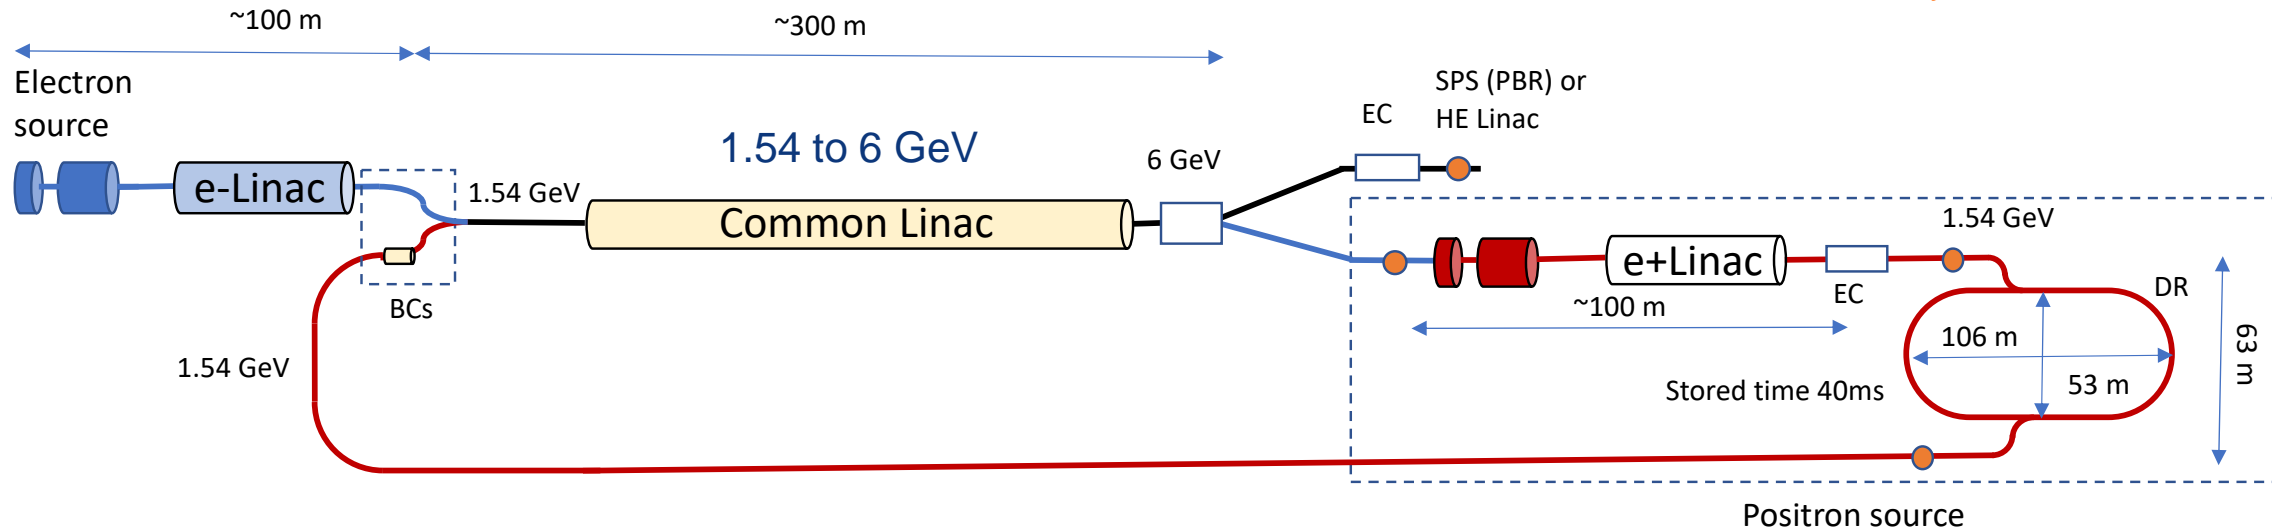 ~100 m
~300 m
Electron
source
SPS (PBR) or
HE Linac
EC
1.54 to 6 GeV
6 GeV
e-Linac
1.54 GeV
Common Linac
1.54 GeV
e+Linac
EC
DR
BCs
~100 m
106 m
63 m
1.54 GeV
Stored time 40ms
53 m
Positron source